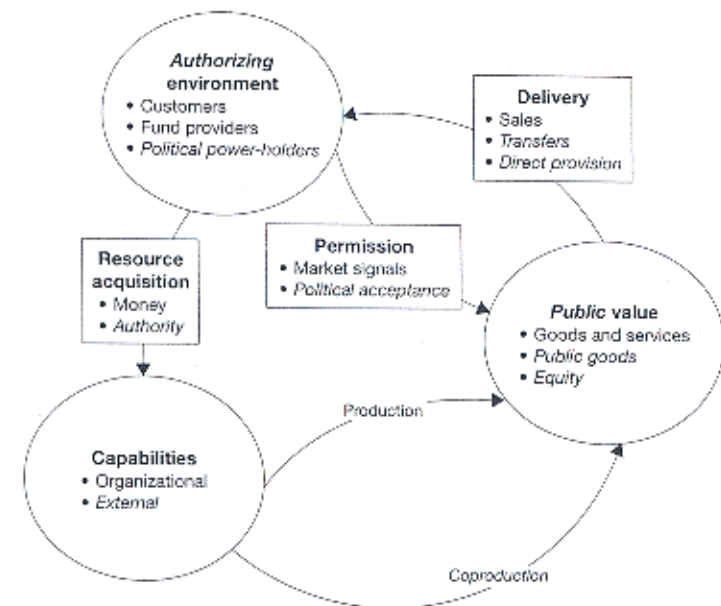 Authorizing
environment
• Customers
• Fund providers
• Political power-holders
Delivery
• Sales
• Transfers
• Direct provision
Resource
acquisition
• Money
• Authority
Permission
• Market signals
• Political acceptance
Public value
• Goods and services
• Public goods
• Equity
Production
Capabilities
• Organizational
• External
Coproduction